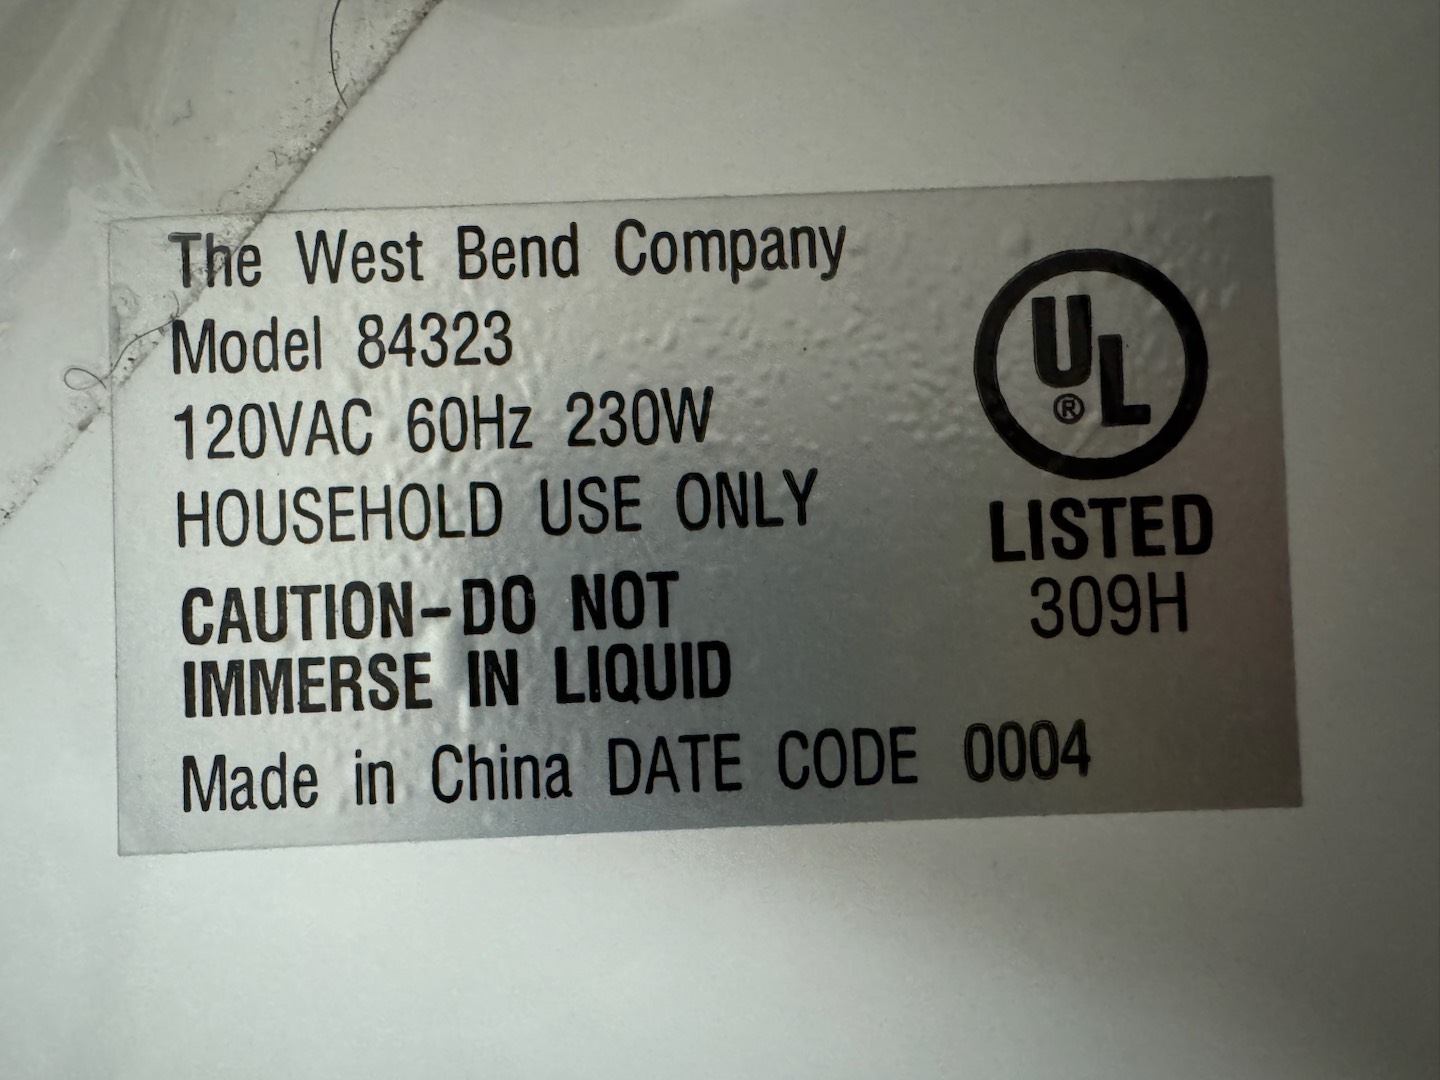 The West Bend Company
Model 84323
120VAC 60Hz 230W
HOUSEHOLD USE ONLY
CAUTION-DO NOT
IMMERSE IN LIQUID
Made in China DATE CODE 0004
UL
®
LISTED
309H